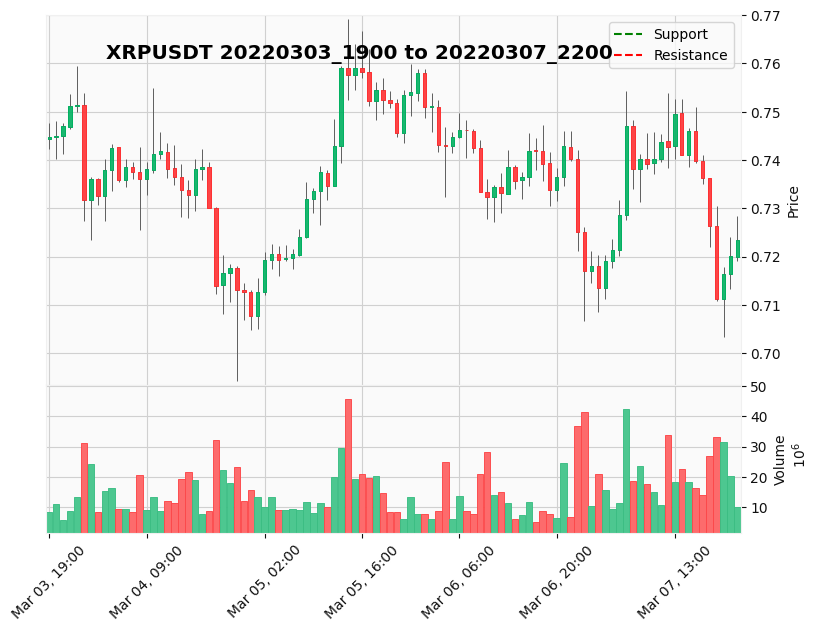 XRPUSDT 20220303_1900 to 20220307_2200
Support
Resistance
0.77
0.76
0.75
0.74
0.73
0.72
0.71
0.70
Price
50
40
30
20
10
Volume
10⁶
Mar 03, 19:00
Mar 04, 09:00
Mar 05, 02:00
Mar 05, 16:00
Mar 06, 06:00
Mar 06, 20:00
Mar 07, 13:00